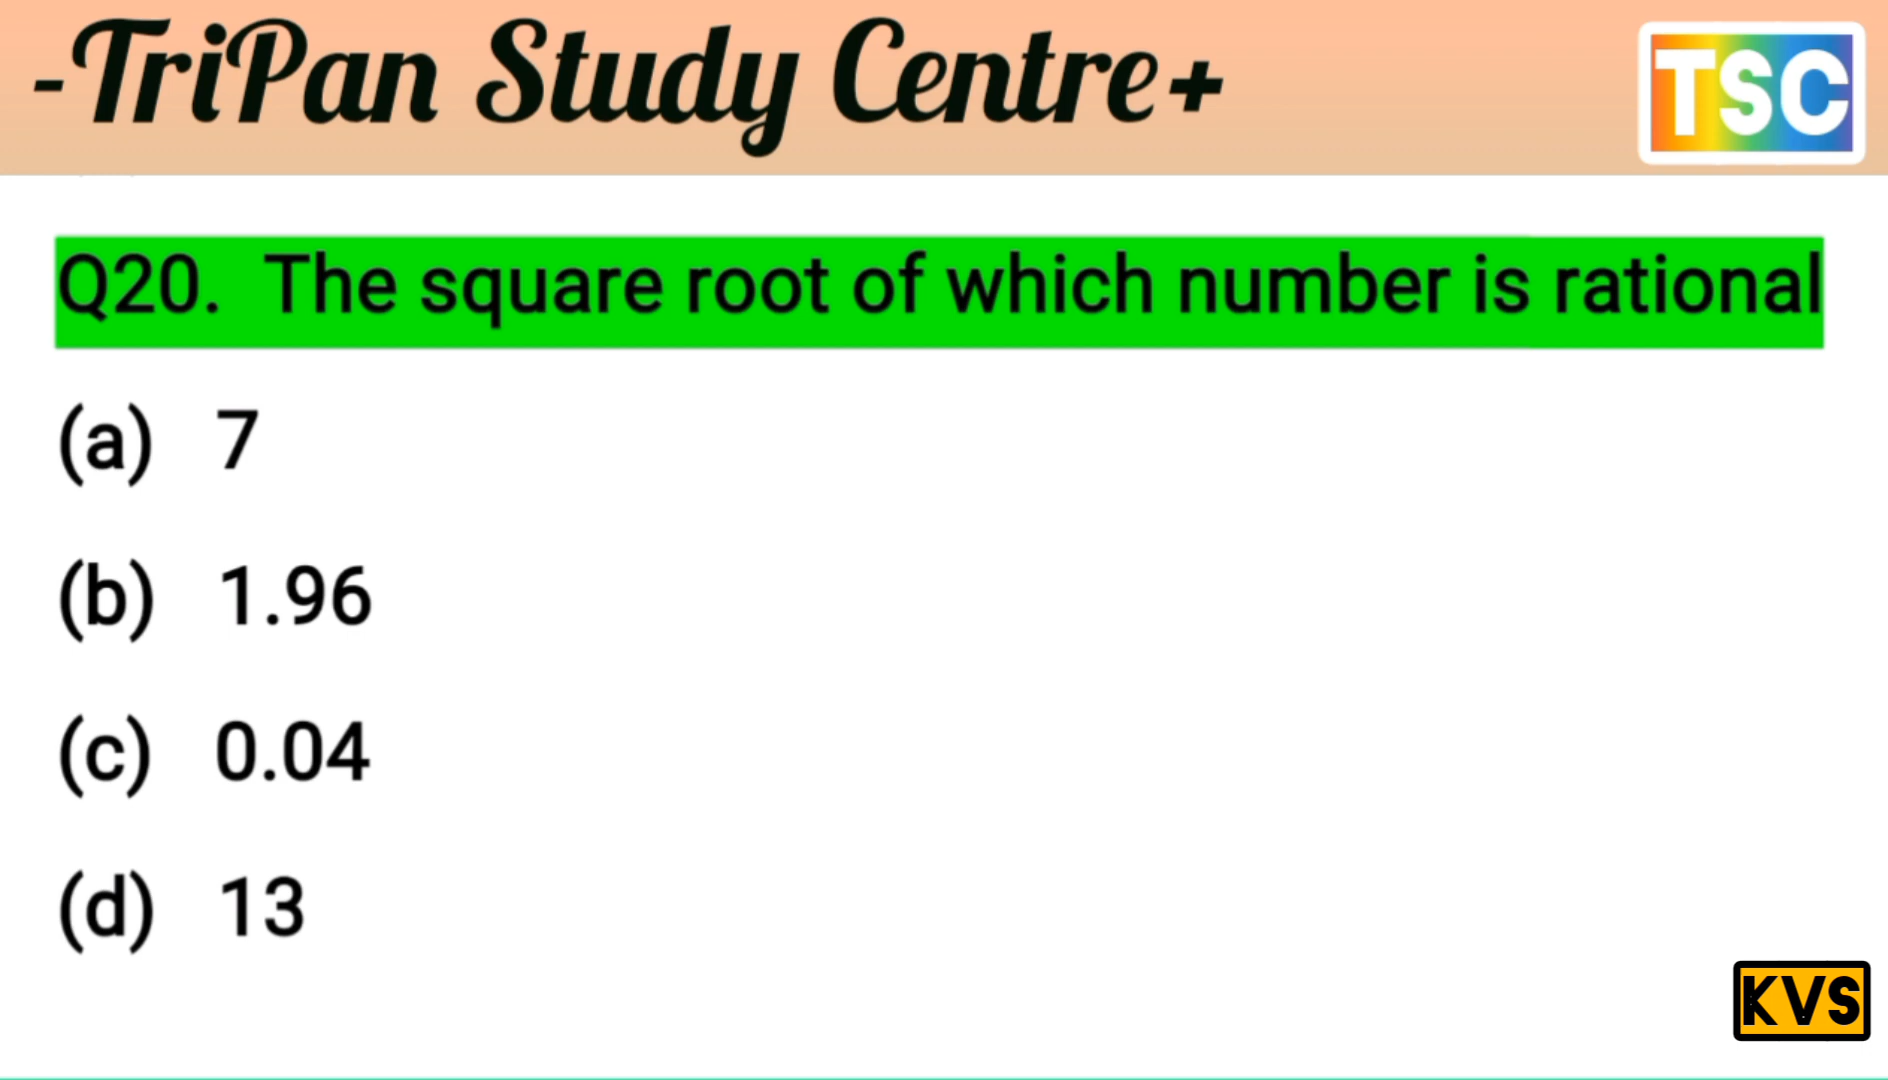 -TriPan Study Centre+
TSC
Q20. The square root of which number is rational
(a) 7
(b) 1.96
(c) 0.04
(d) 13
KVS